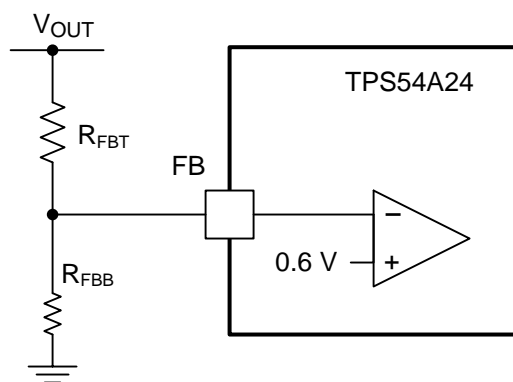 VOUT
TPS54A24
RFBT
FB
0.6 V
−
+
RFBB